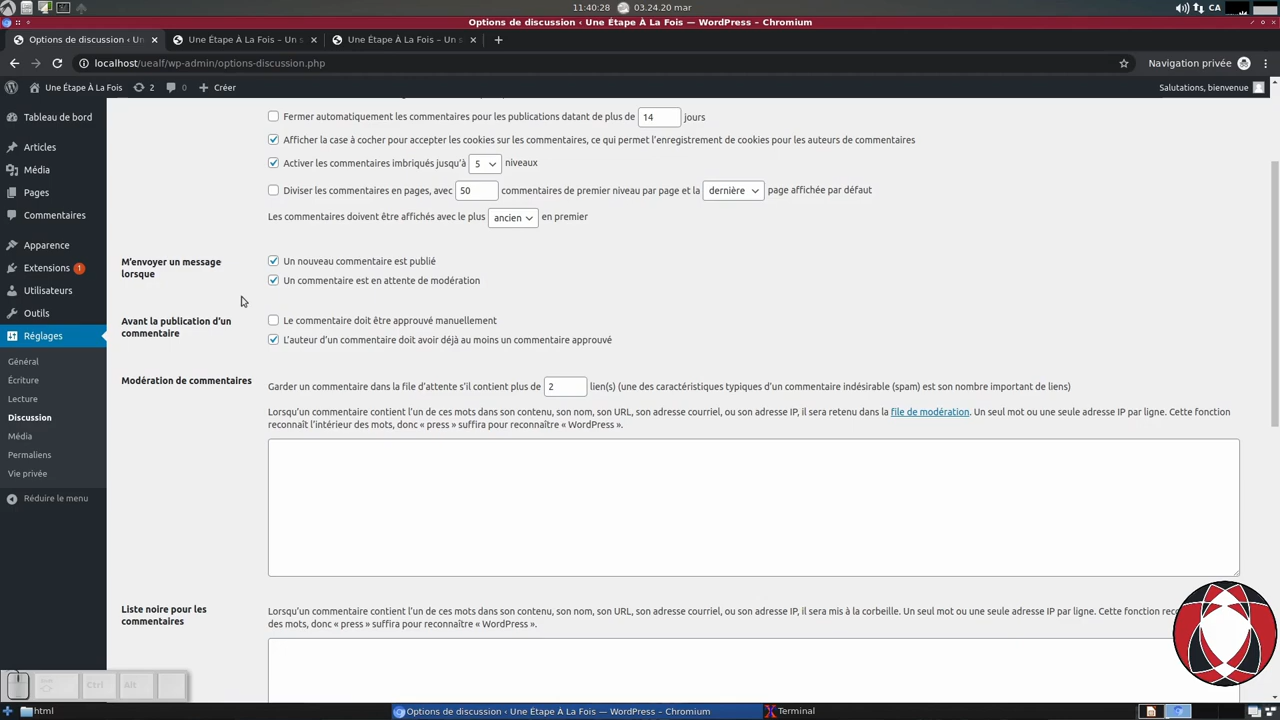 11:40:28 03.24.20 mar CA
Options de discussion ‹ Une Étape À La Fois — WordPress – Chromium
Options de discussion ‹ Un × Une Étape À La Fois – Un s × Une Étape À La Fois – Un s × +
localhost/uealf/wp-admin/options-discussion.php Navigation privée
Une Étape À La Fois 2 0 + Créer Salutations, bienvenue
Tableau de bord
Articles
Média
Pages
Commentaires
Apparence
Extensions 1
Utilisateurs
Outils
Réglages
Général
Écriture
Lecture
Discussion
Média
Permaliens
Vie privée
Réduire le menu
Fermer automatiquement les commentaires pour les publications datant de plus de 14 jours
Afficher la case à cocher pour accepter les cookies sur les commentaires, ce qui permet l'enregistrement de cookies pour les auteurs de commentaires
Activer les commentaires imbriqués jusqu'à 5 niveaux
Diviser les commentaires en pages, avec 50 commentaires de premier niveau par page et la dernière page affichée par défaut
Les commentaires doivent être affichés avec le plus ancien en premier
M'envoyer un message
lorsque
Un nouveau commentaire est publié
Un commentaire est en attente de modération
Avant la publication d'un
commentaire
Le commentaire doit être approuvé manuellement
L'auteur d'un commentaire doit avoir déjà au moins un commentaire approuvé
Modération de commentaires
Garder un commentaire dans la file d'attente s'il contient plus de 2 lien(s) (une des caractéristiques typiques d'un commentaire indésirable (spam) est son nombre important de liens)
Lorsqu'un commentaire contient l'un de ces mots dans son contenu, son nom, son URL, son adresse courriel, ou son adresse IP, il sera retenu dans la file de modération. Un seul mot ou une seule adresse IP par ligne. Cette fonction
reconnaît l'intérieur des mots, donc « press » suffira pour reconnaître « WordPress ».
Liste noire pour les
commentaires
Lorsqu'un commentaire contient l'un de ces mots dans son contenu, son nom, son URL, son adresse courriel, ou son adresse IP, il sera mis à la corbeille. Un seul mot ou une seule adresse IP par ligne. Cette fonction
des mots, donc « press » suffira pour reconnaître « WordPress ».
Ctrl Alt
html Options de discussion ‹ Une Étape À La Fois — WordPress – Chromium Terminal